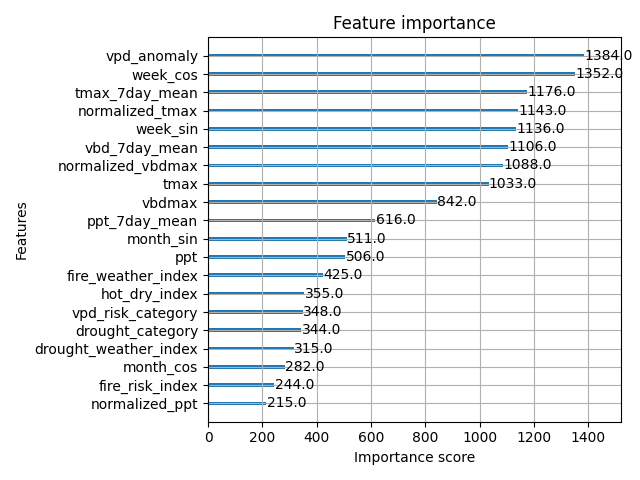 Feature importance
Features
vpd_anomaly 1384.0
week_cos 1352.0
tmax_7day_mean 1176.0
normalized_tmax 1143.0
week_sin 1136.0
vbd_7day_mean 1106.0
normalized_vbdmax 1088.0
tmax 1033.0
vbdmax 842.0
ppt_7day_mean 616.0
month_sin 511.0
ppt 506.0
fire_weather_index 425.0
hot_dry_index 355.0
vpd_risk_category 348.0
drought_category 344.0
drought_weather_index 315.0
month_cos 282.0
fire_risk_index 244.0
normalized_ppt 215.0
0 200 400 600 800 1000 1200 1400
Importance score